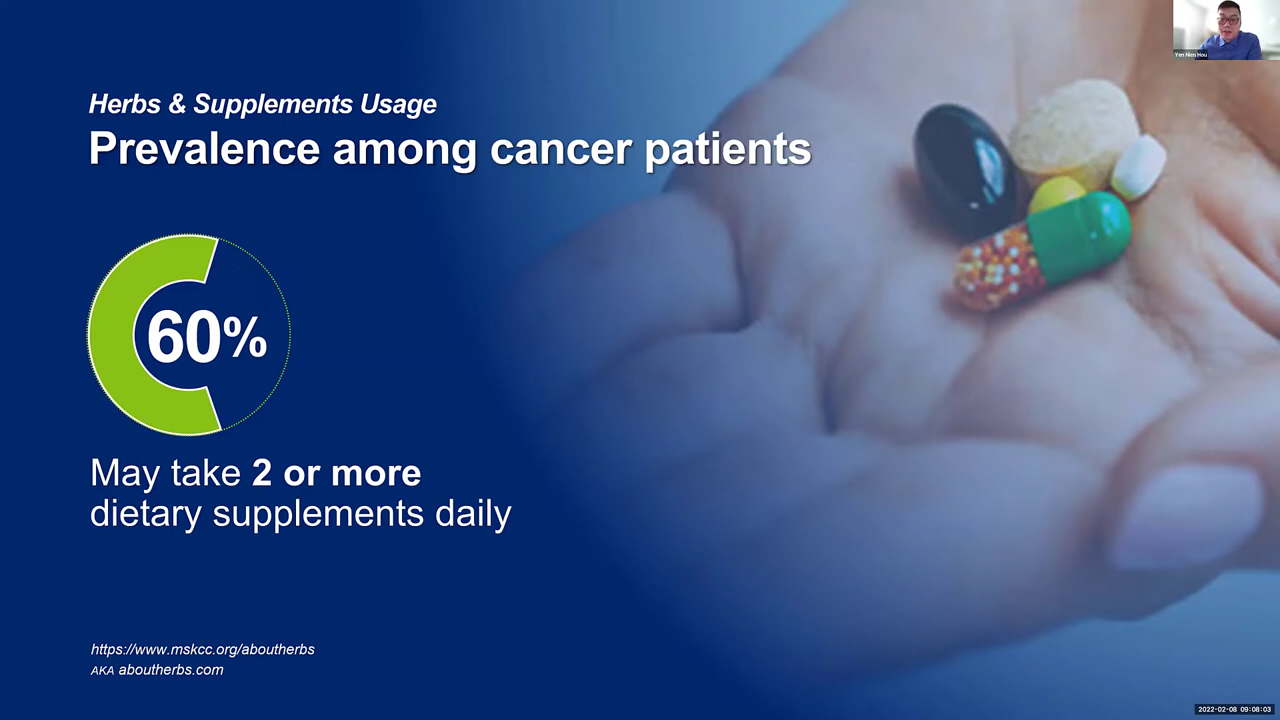 Yen Nien Hou
Herbs & Supplements Usage
Prevalence among cancer patients
60%
May take 2 or more
dietary supplements daily
https://www.mskcc.org/aboutherbs
AKA aboutherbs.com
2022-02-08 09:08:03